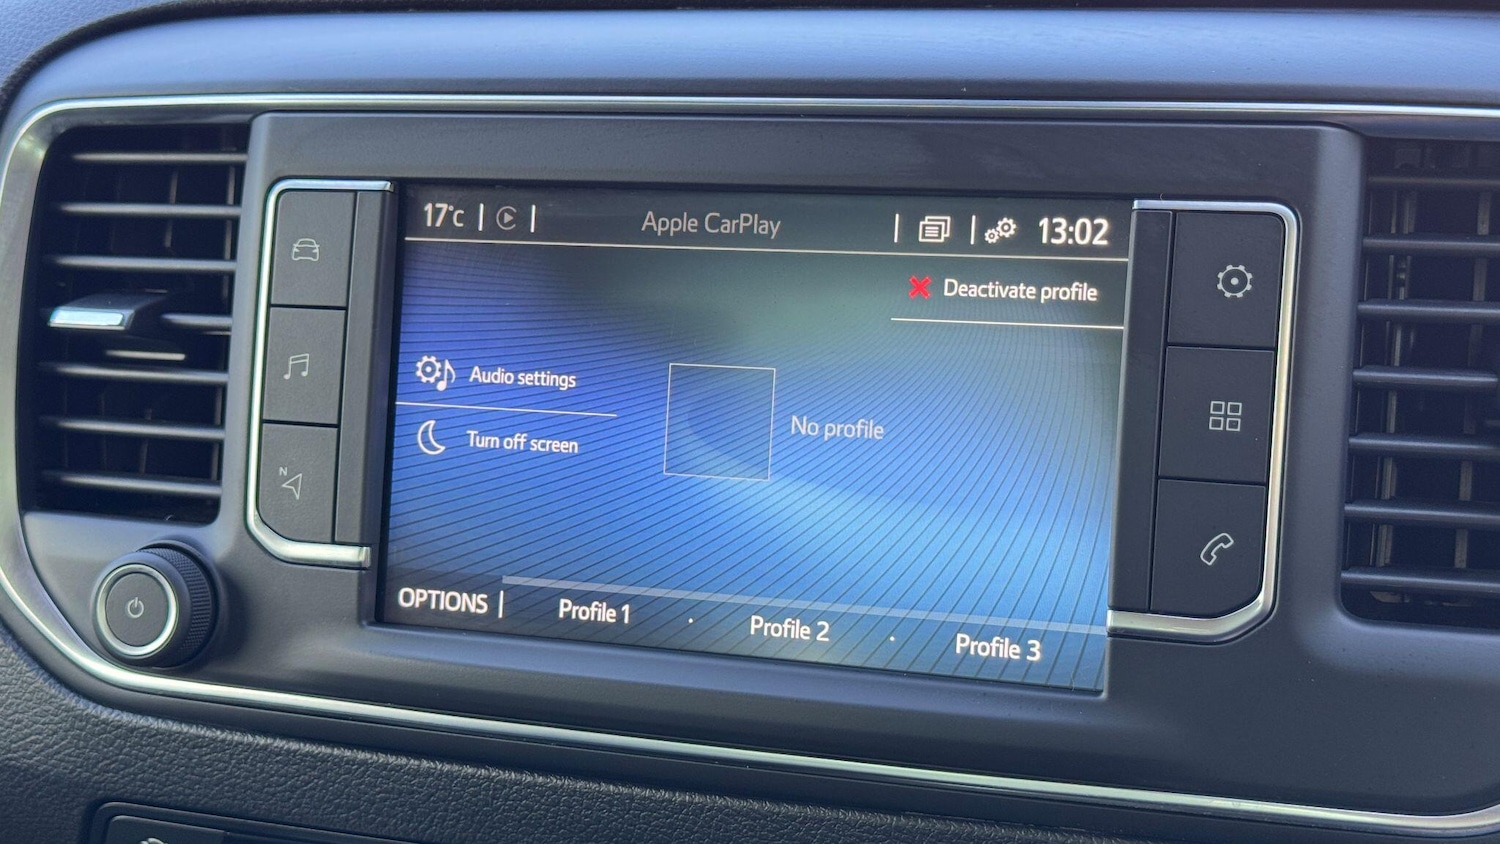 17°C | | Apple CarPlay | | 13:02
Deactivate profile
Audio settings
Turn off screen
No profile
N
OPTIONS | Profile 1 . Profile 2 . Profile 3